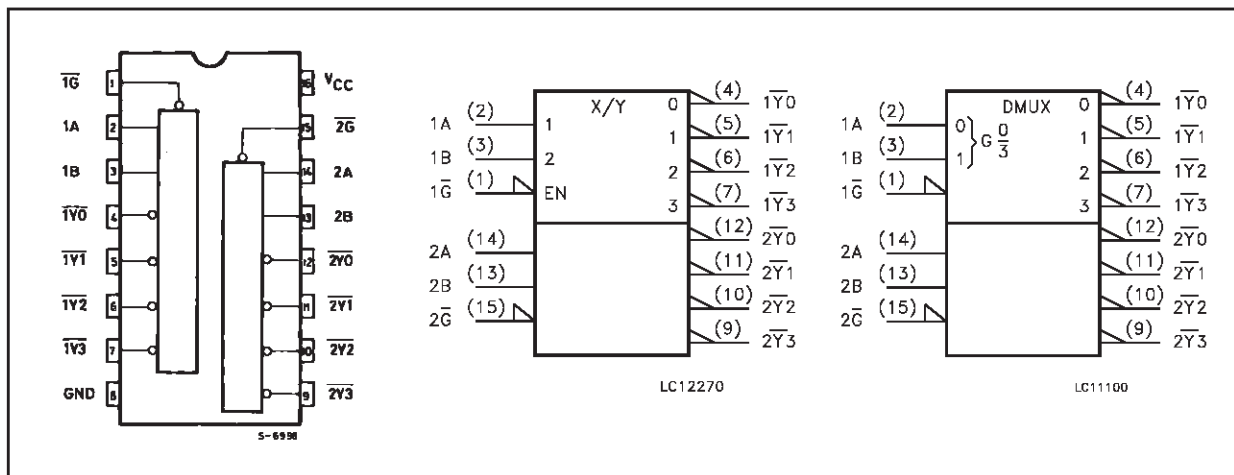 1G̅ 1 16 VCC
1A 2 15 2G̅
1B 3 14 2A
1Y0̅ 4 13 2B
1Y1̅ 5 12 2Y0̅
1Y2̅ 6 11 2Y1̅
1Y3̅ 7 10 2Y2̅
GND 8 9 2Y3̅
S-6998
X/Y
1A (2) 1
1B (3) 2
1G̅ (1) EN
2A (14)
2B (13)
2G̅ (15)
0 (4) 1Y0̅
1 (5) 1Y1̅
2 (6) 1Y2̅
3 (7) 1Y3̅
(12) 2Y0̅
(11) 2Y1̅
(10) 2Y2̅
(9) 2Y3̅
LC12270
DMUX
1A (2) 0
1B (3) 1
} G 0/3
1G̅ (1)
2A (14)
2B (13)
2G̅ (15)
0 (4) 1Y0̅
1 (5) 1Y1̅
2 (6) 1Y2̅
3 (7) 1Y3̅
(12) 2Y0̅
(11) 2Y1̅
(10) 2Y2̅
(9) 2Y3̅
LC11100